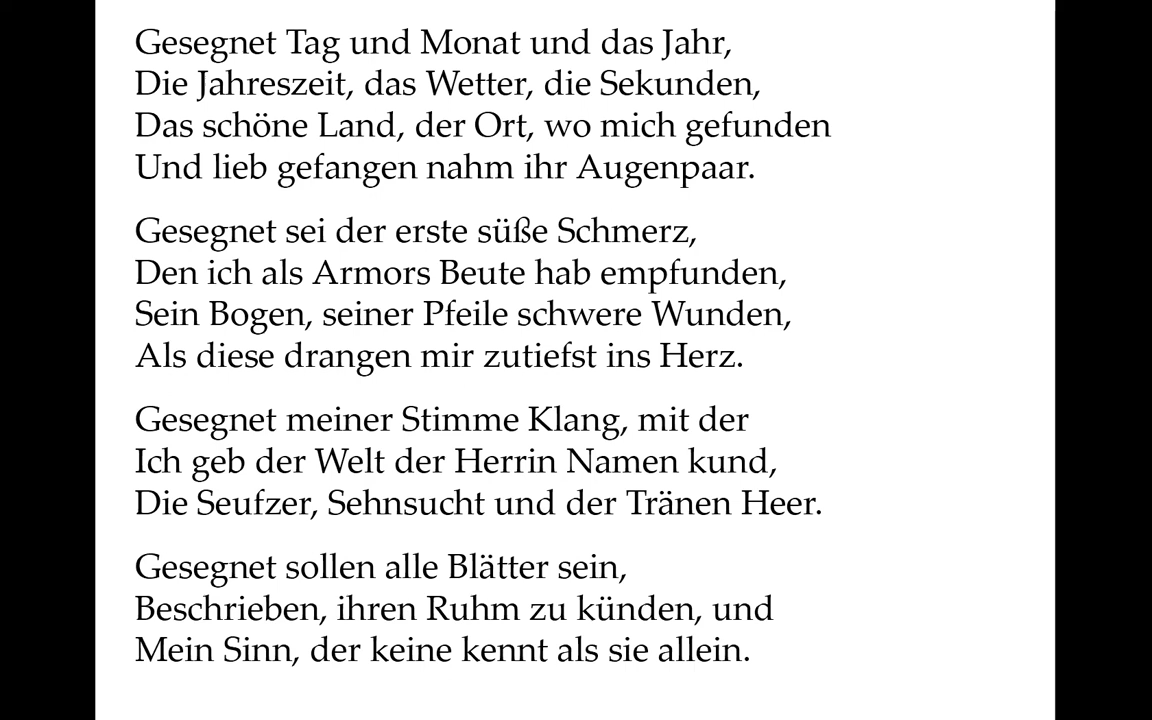 Gesegnet Tag und Monat und das Jahr,
Die Jahreszeit, das Wetter, die Sekunden,
Das schöne Land, der Ort, wo mich gefunden
Und lieb gefangen nahm ihr Augenpaar.
Gesegnet sei der erste süße Schmerz,
Den ich als Armors Beute hab empfunden,
Sein Bogen, seiner Pfeile schwere Wunden,
Als diese drangen mir zutiefst ins Herz.
Gesegnet meiner Stimme Klang, mit der
Ich geb der Welt der Herrin Namen kund,
Die Seufzer, Sehnsucht und der Tränen Heer.
Gesegnet sollen alle Blätter sein,
Beschrieben, ihren Ruhm zu künden, und
Mein Sinn, der keine kennt als sie allein.